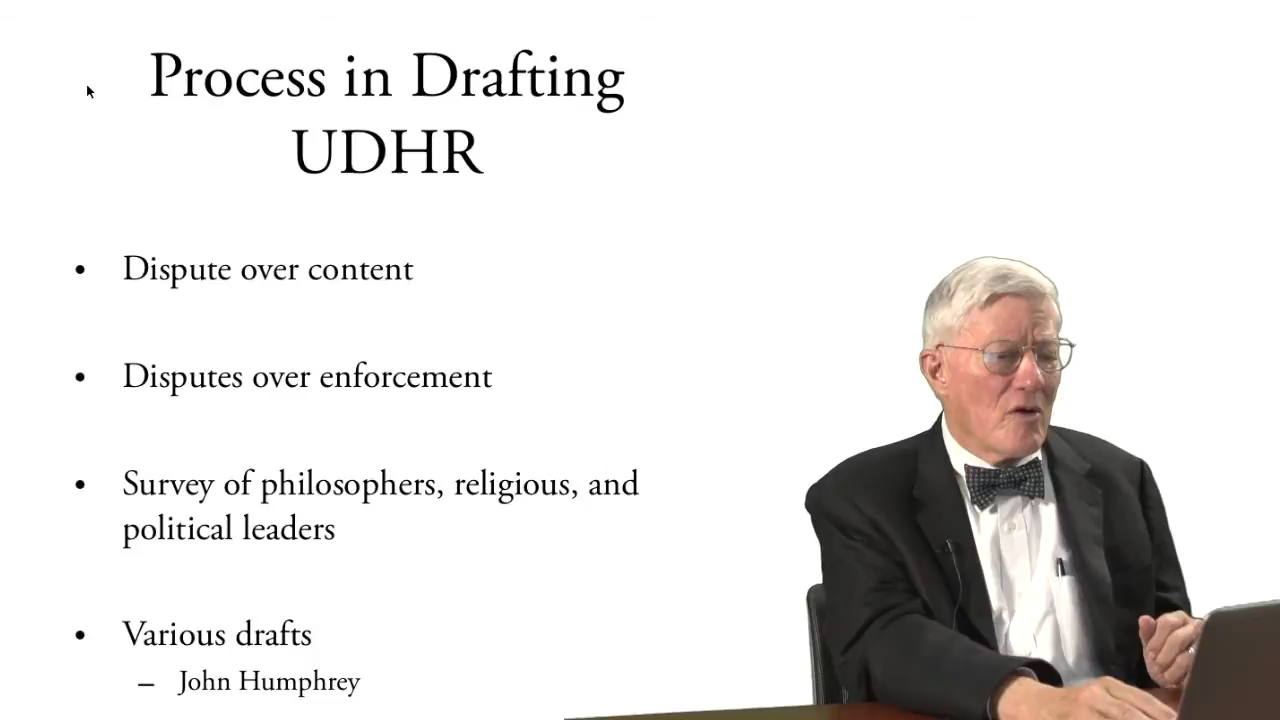 Process in Drafting
UDHR
• Dispute over content
• Disputes over enforcement
• Survey of philosophers, religious, and
political leaders
• Various drafts
– John Humphrey